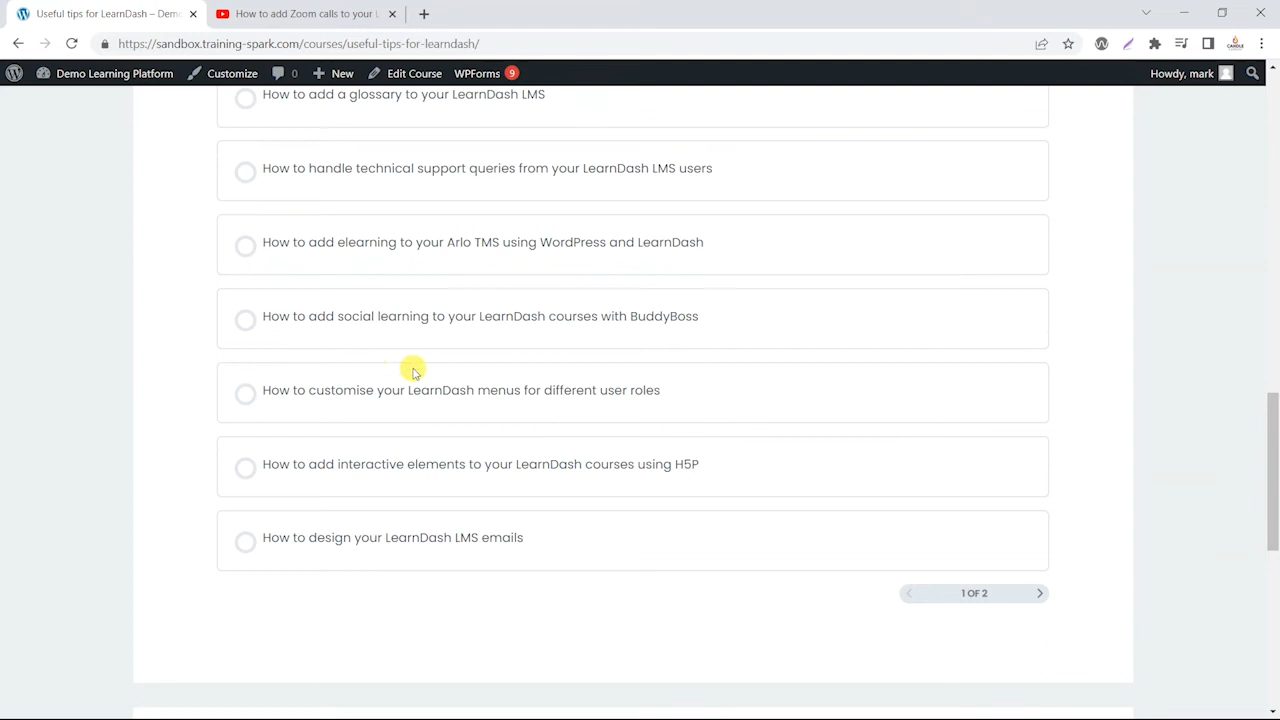 Useful tips for LearnDash – Demo
How to add Zoom calls to your L
https://sandbox.training-spark.com/courses/useful-tips-for-learndash/
Demo Learning Platform
Customize
0
New
Edit Course
WPForms 9
Howdy, mark
How to add a glossary to your LearnDash LMS
How to handle technical support queries from your LearnDash LMS users
How to add elearning to your Arlo TMS using WordPress and LearnDash
How to add social learning to your LearnDash courses with BuddyBoss
How to customise your LearnDash menus for different user roles
How to add interactive elements to your LearnDash courses using H5P
How to design your LearnDash LMS emails
1 OF 2